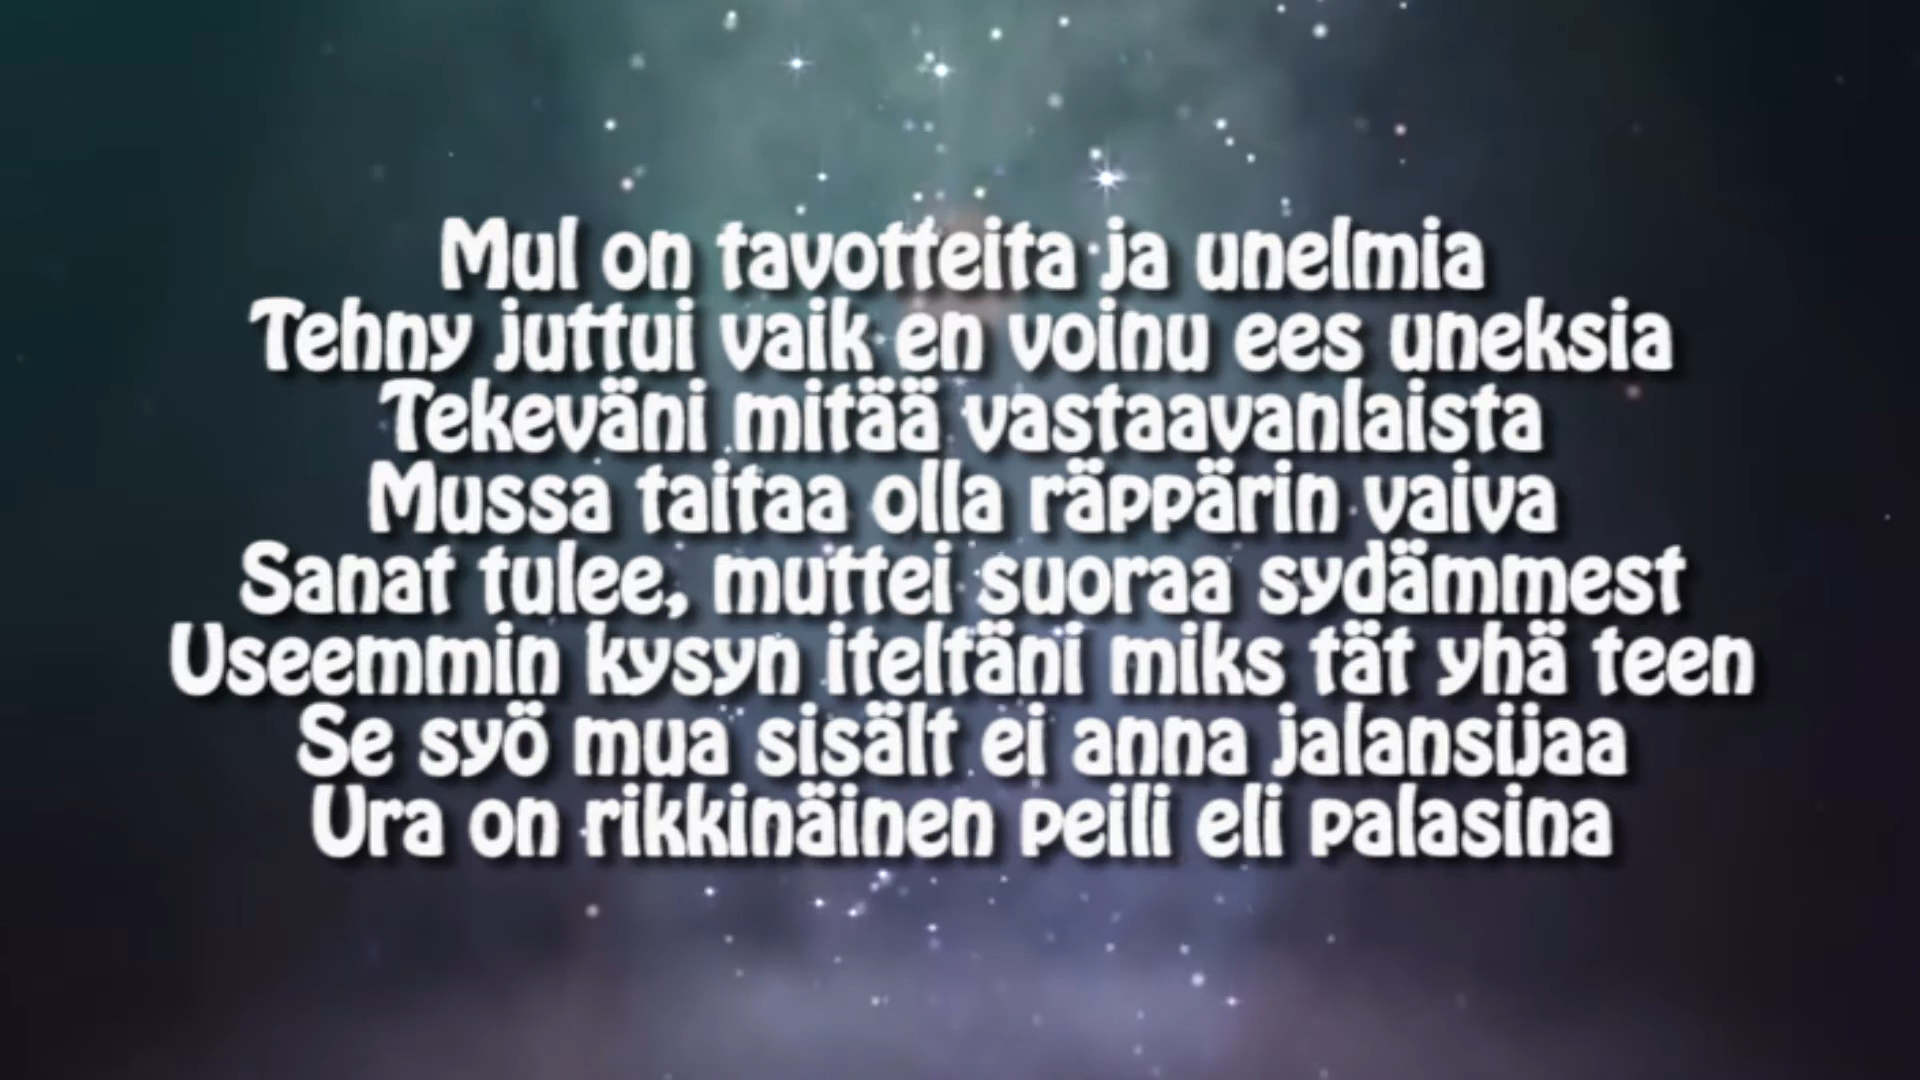 Mul on tavotteita ja unelmia
Tehny juttui vaik en voinu ees uneksia
Tekeväni mitää vastaavanlaista
Mussa taitaa olla räppärin vaiva
Sanat tulee, muttei suoraa sydämmest
Useemmin kysyn iteltäni miks tät yhä teen
Se syö mua sisält ei anna jalansijaa
Ura on rikkinäinen peili eli palasina